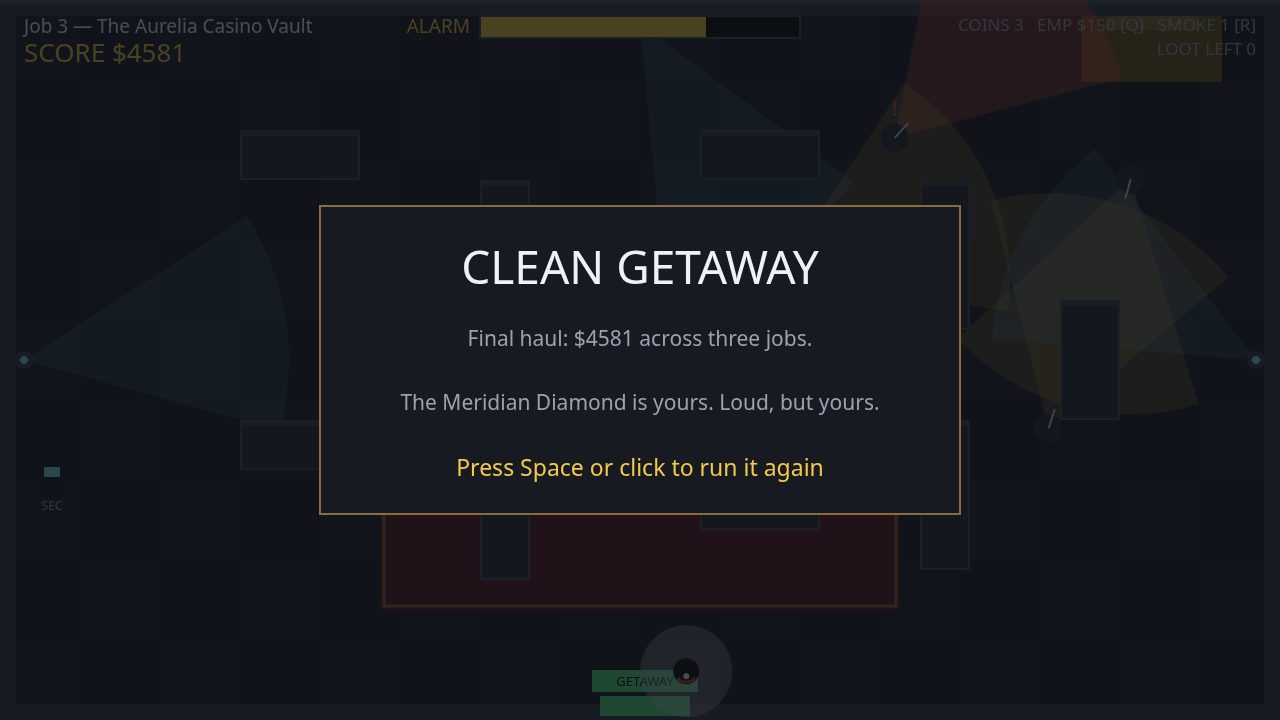 Job 3 — The Aurelia Casino Vault
SCORE $4581
ALARM
COINS 3 EMP $150 [Q] SMOKE 1 [R]
LOOT LEFT 0
!
CLEAN GETAWAY
Final haul: $4581 across three jobs.
The Meridian Diamond is yours. Loud, but yours.
Press Space or click to run it again
SEC
GETAWAY